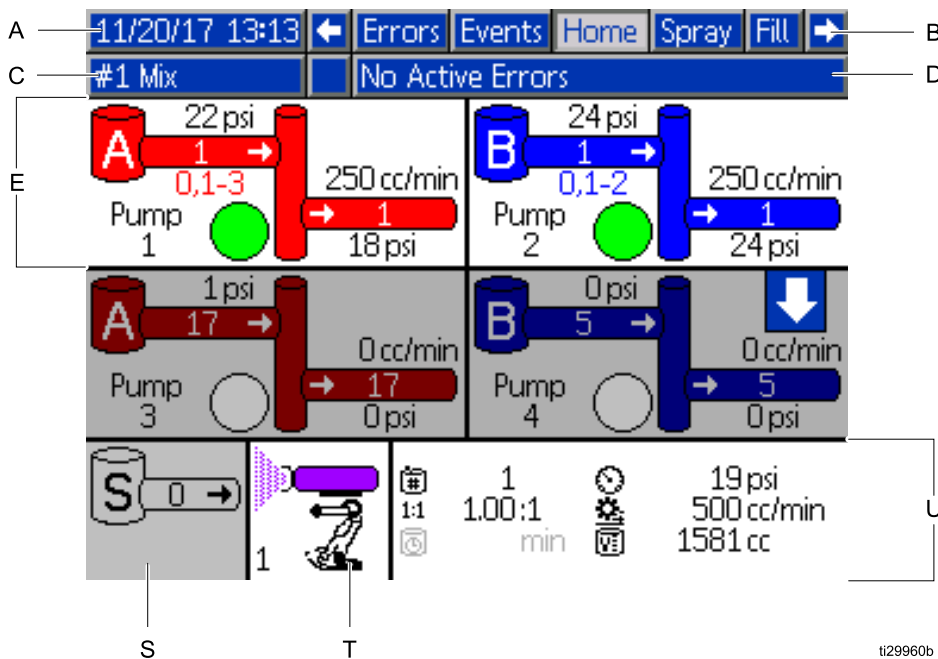 A
11/20/17 13:13 Errors Events Home Spray Fill
B
C
#1 Mix No Active Errors
D
E
22 psi
A 1
0,1-3
250 cc/min
Pump
1
1
18 psi
24 psi
B 1
0,1-2
250 cc/min
Pump
2
1
24 psi
1 psi
A 17
0 cc/min
Pump
3
17
0 psi
0 psi
B 5
0 cc/min
Pump
4
5
0 psi
S 0
1
# 1
1:1 1.00:1
min
19 psi
500 cc/min
V: 1581 cc
U
S
T
ti29960b